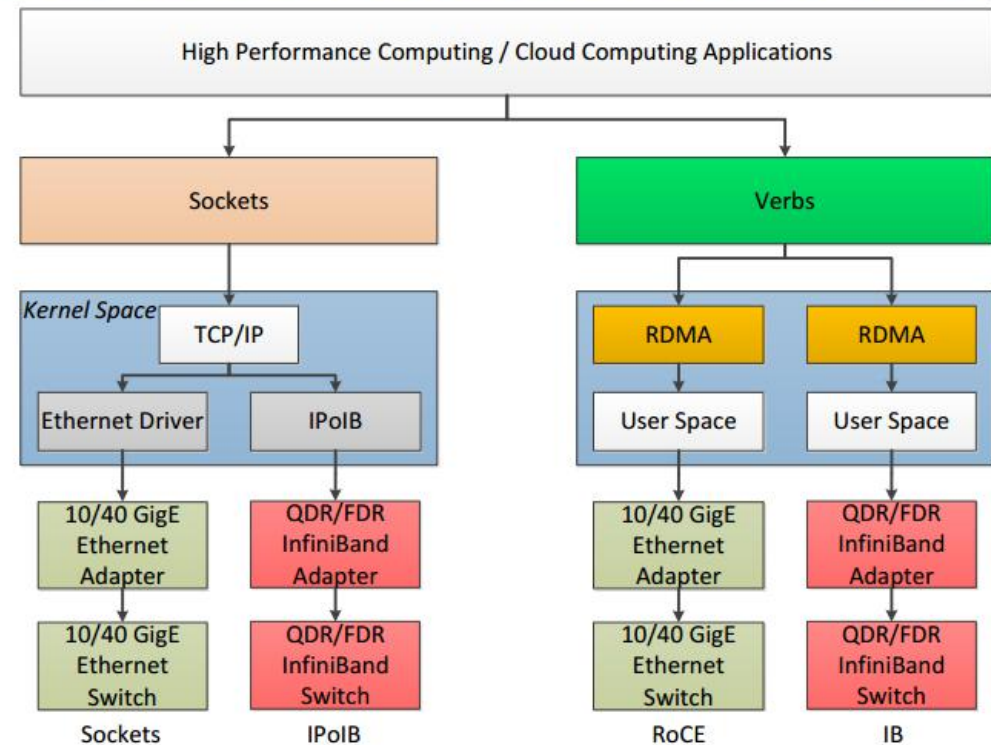 High Performance Computing / Cloud Computing Applications
Sockets
Verbs
Kernel Space
TCP/IP
RDMA
RDMA
Ethernet Driver
IPoIB
User Space
User Space
10/40 GigE
Ethernet
Adapter
QDR/FDR
InfiniBand
Adapter
10/40 GigE
Ethernet
Adapter
QDR/FDR
InfiniBand
Adapter
10/40 GigE
Ethernet
Switch
QDR/FDR
InfiniBand
Switch
10/40 GigE
Ethernet
Switch
QDR/FDR
InfiniBand
Switch
Sockets
IPoIB
RoCE
IB